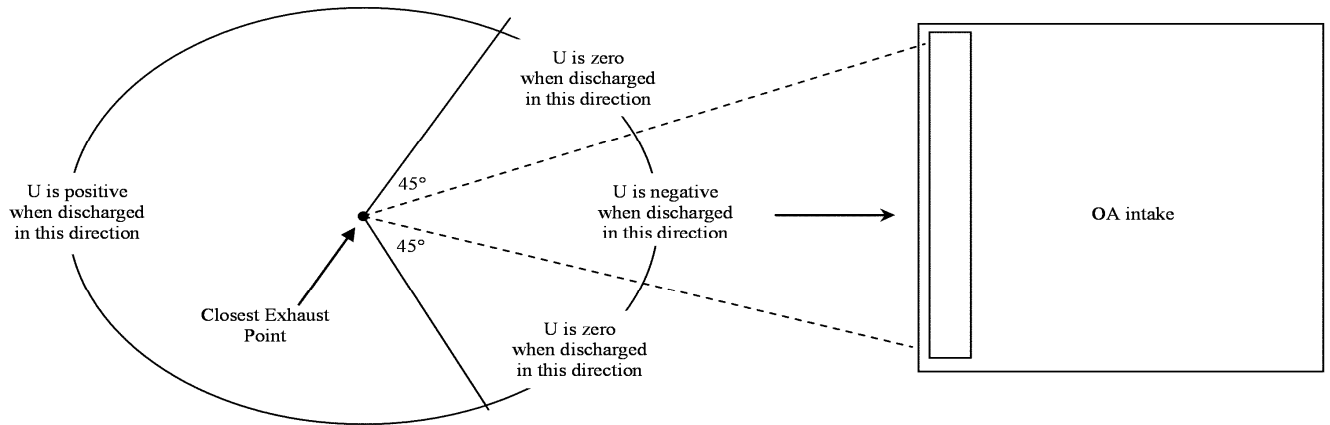 U is zero
when discharged
in this direction
45°
U is positive
when discharged
in this direction
U is negative
when discharged
in this direction
OA intake
45°
Closest Exhaust
Point
U is zero
when discharged
in this direction